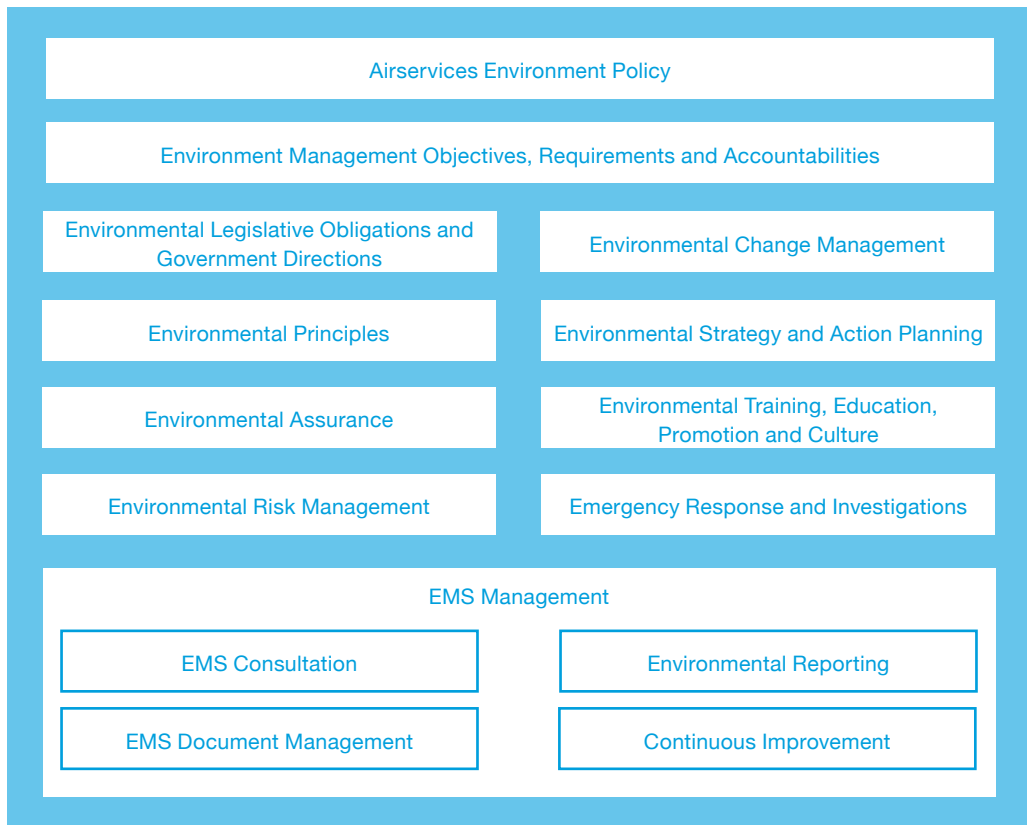 Airservices Environment Policy
Environment Management Objectives, Requirements and Accountabilities
Environmental Legislative Obligations and
Government Directions
Environmental Change Management
Environmental Principles
Environmental Strategy and Action Planning
Environmental Assurance
Environmental Training, Education,
Promotion and Culture
Environmental Risk Management
Emergency Response and Investigations
EMS Management
EMS Consultation
Environmental Reporting
EMS Document Management
Continuous Improvement